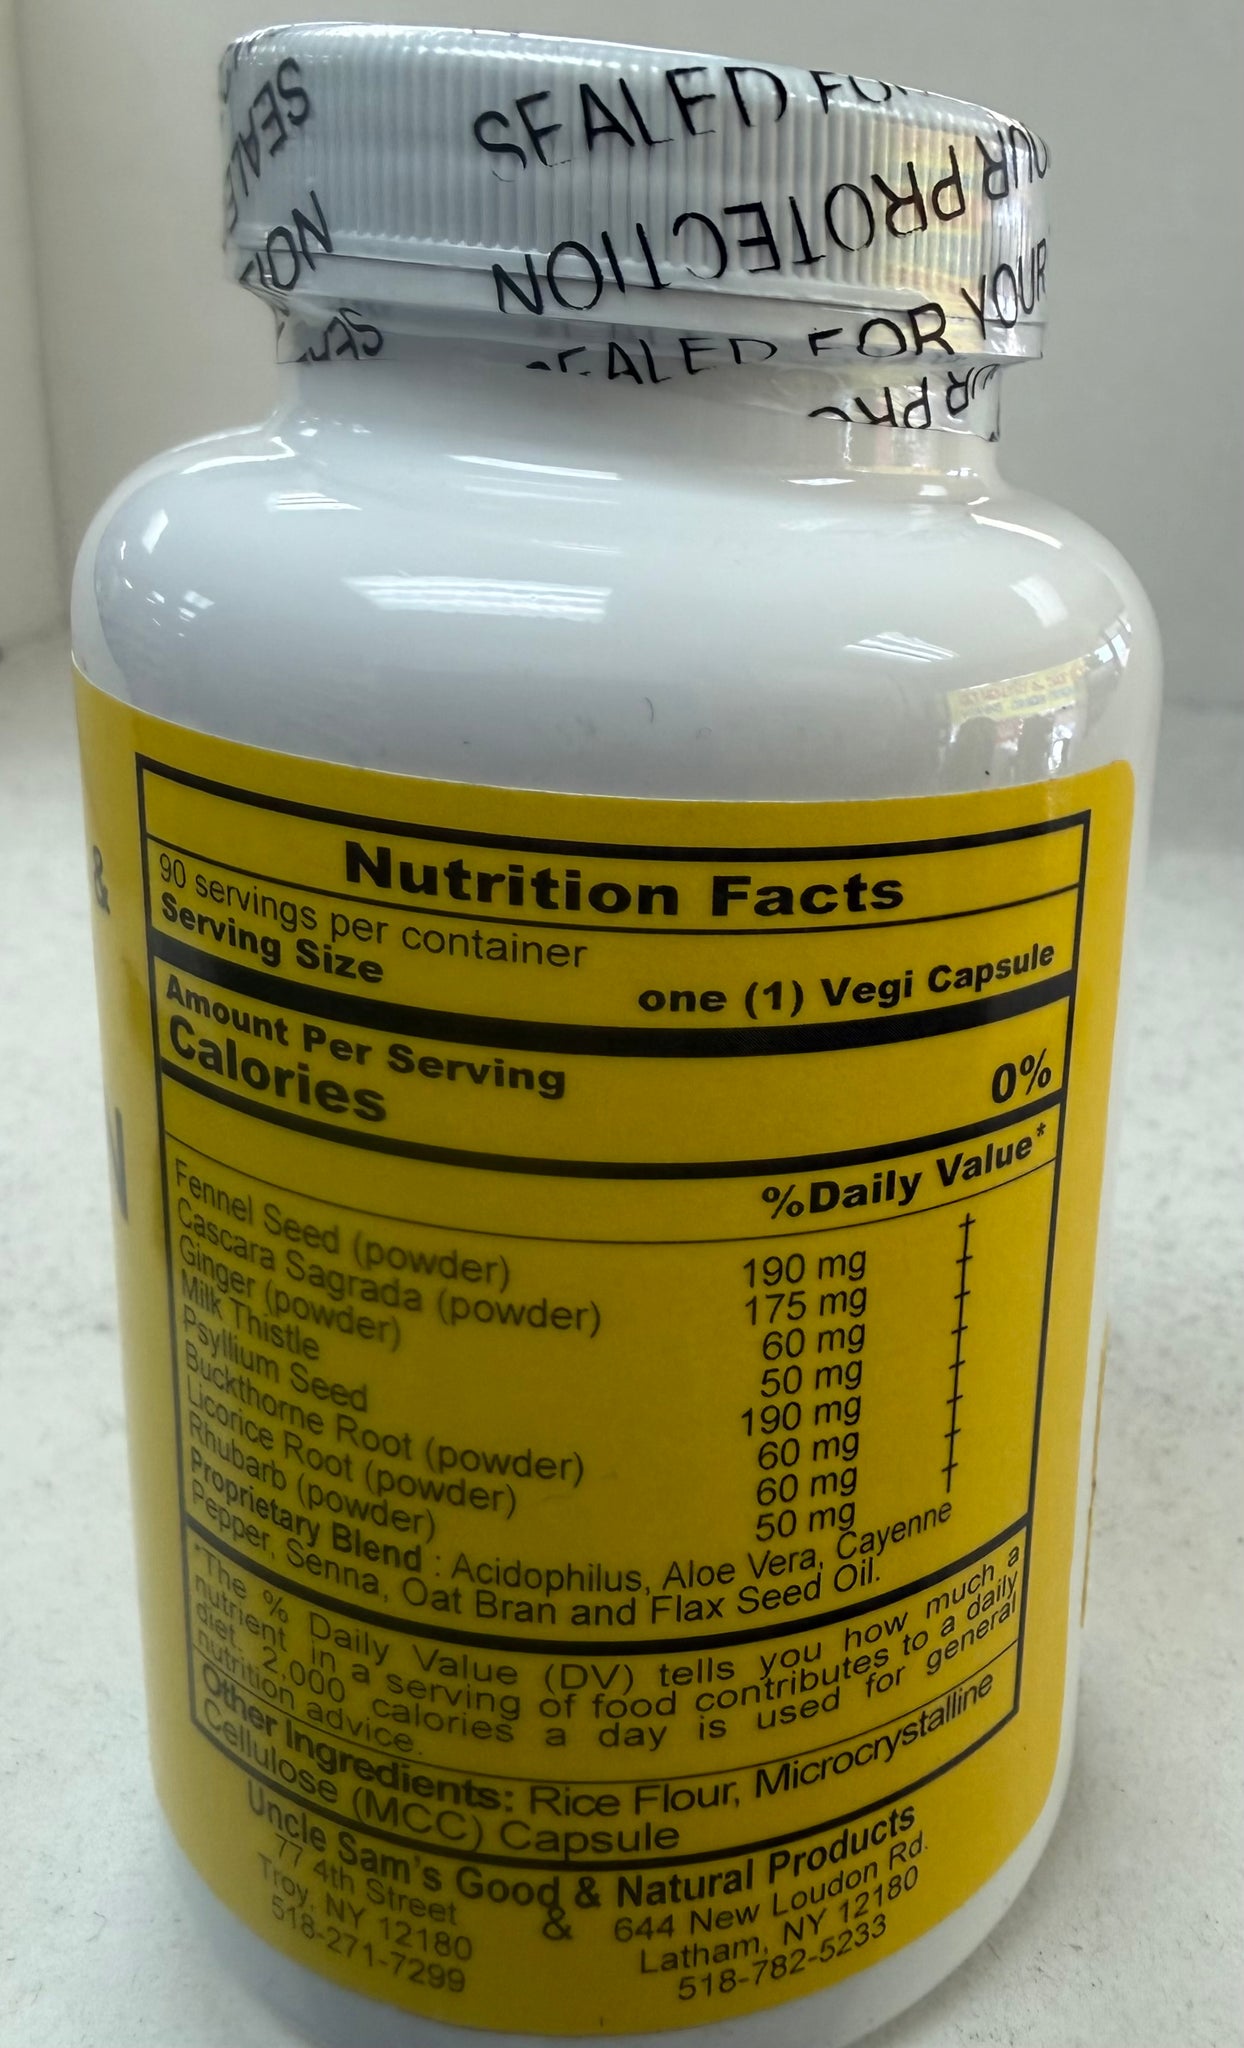 SEALED FOR
YOUR PROTECTION
SEALED FOR YOUR
SEALE
&
N
Nutrition Facts
90 servings per container
Serving Size one (1) Vegi Capsule
Amount Per Serving
Calories 0%
%Daily Value*
Fennel Seed (powder) 190 mg †
Cascara Sagrada (powder) 175 mg †
Ginger (powder) 60 mg †
Milk Thistle 50 mg †
Psyllium Seed 190 mg †
Buckthorne Root (powder) 60 mg †
Licorice Root (powder) 60 mg †
Rhubarb (powder) 50 mg †
Proprietary Blend : Acidophilus, Aloe Vera, Cayenne
Pepper, Senna, Oat Bran and Flax Seed Oil.
*The % Daily Value (DV) tells you how much a
nutrient in a serving of food contributes to a daily
diet. 2,000 calories a day is used for general
nutrition advice.
Other Ingredients: Rice Flour, Microcrystalline
Cellulose (MCC) Capsule
Uncle Sam's Good & Natural Products
77 4th Street & 644 New Loudon Rd.
Troy, NY 12180 Latham, NY 12180
518-271-7299 518-782-5233